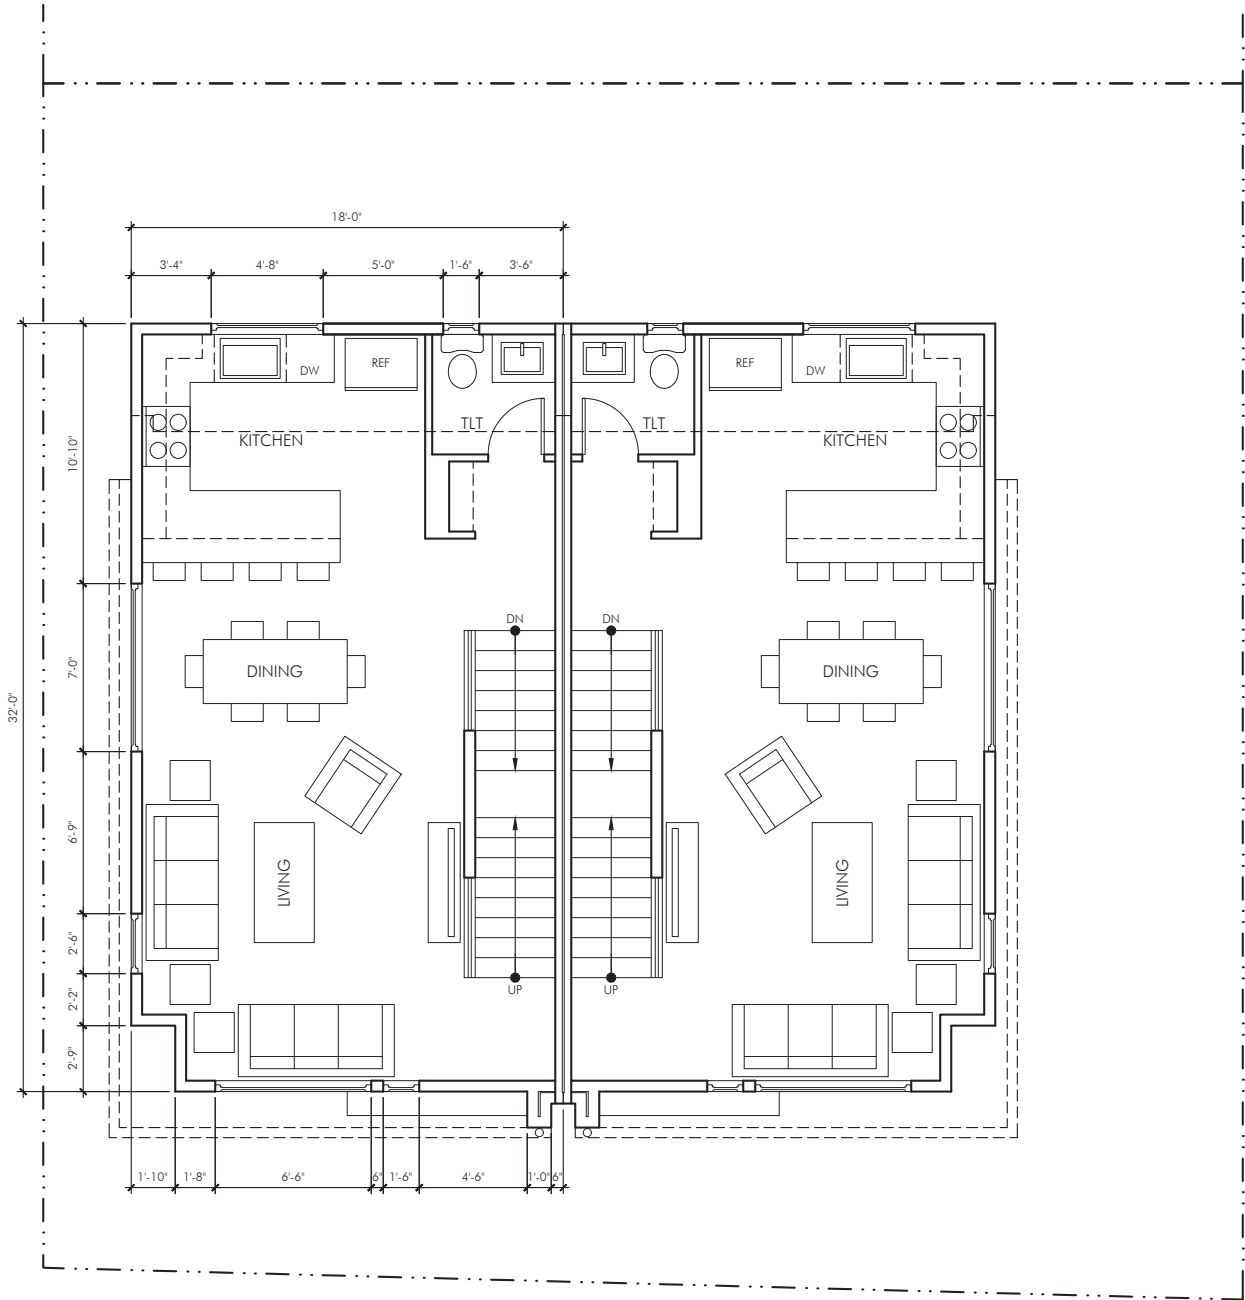 18'-0"
3'-4" 4'-8" 5'-0" 1'-6" 3'-6"
REF REF
DW DW
TLT TLT
KITCHEN KITCHEN
10'-10"
DN DN
7'-0"
DINING DINING
32'-0"
6'-9"
LIVING LIVING
2'-6"
UP UP
2'-2"
2'-9"
1'-10" 1'-8" 6'-6" 6" 1'-6" 4'-6" 1'-0" 6"